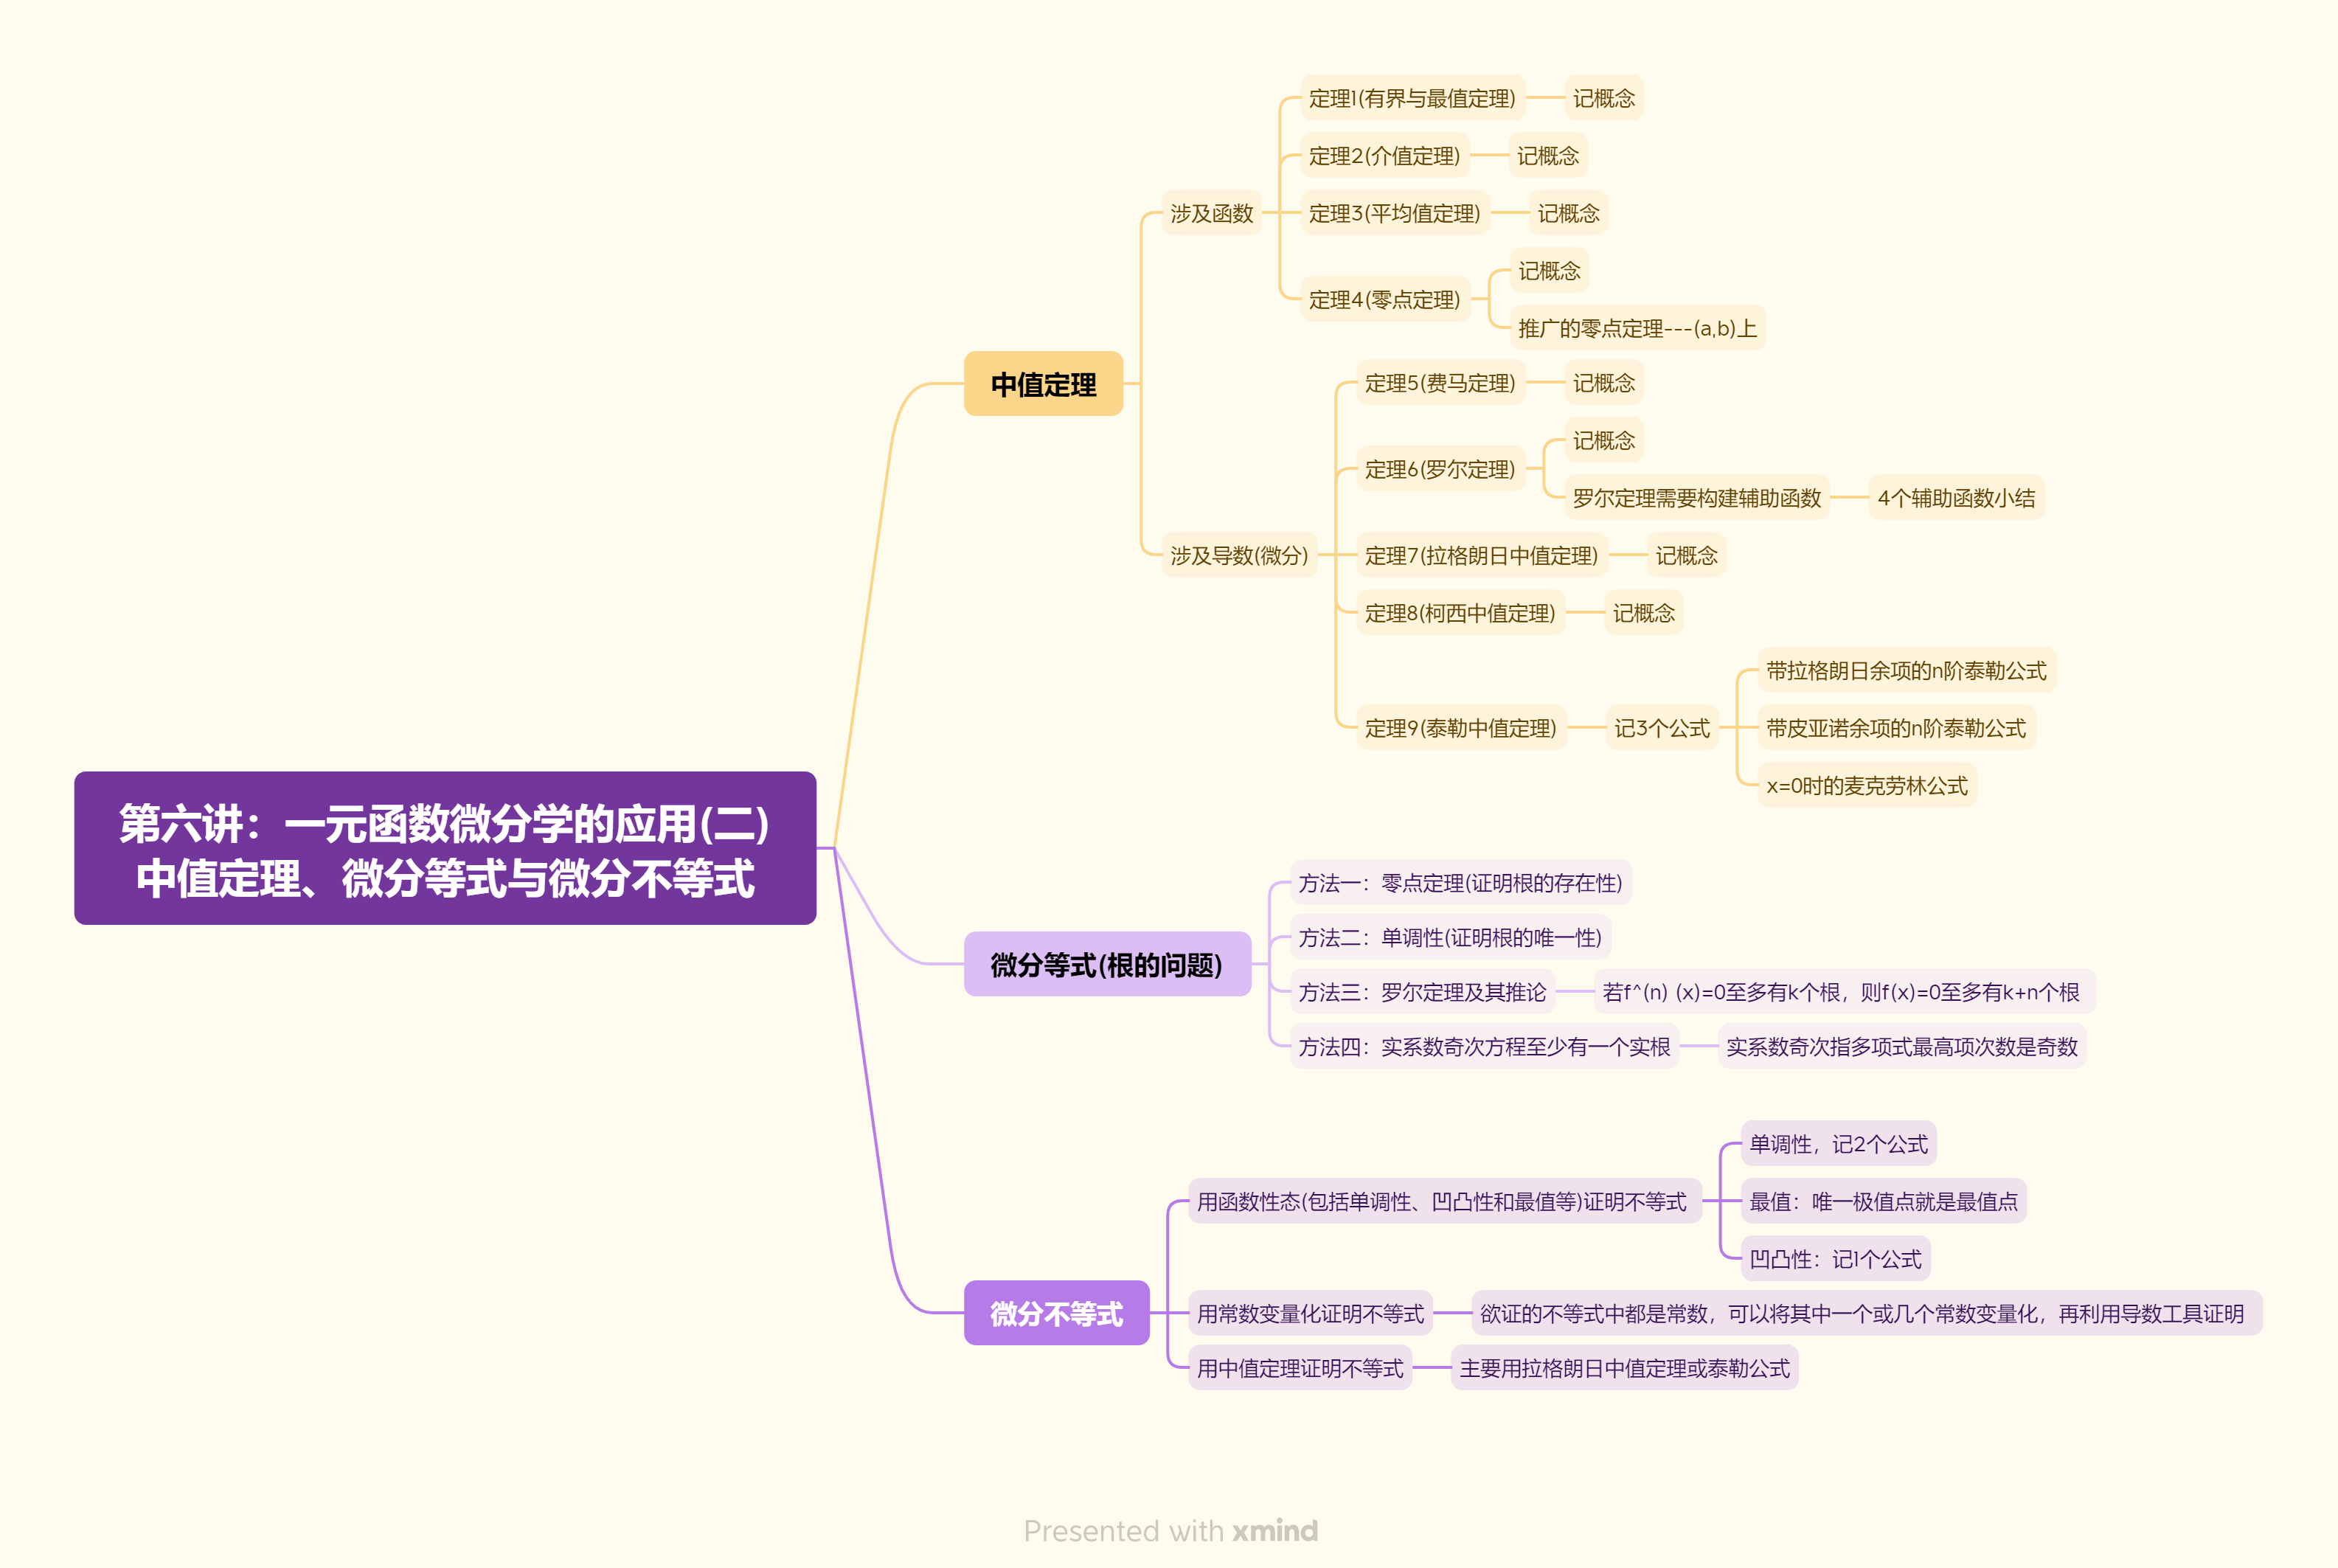 第六讲：一元函数微分学的应用(二)
中值定理、微分等式与微分不等式
中值定理
涉及函数
定理1(有界与最值定理)
记概念
定理2(介值定理)
记概念
定理3(平均值定理)
记概念
定理4(零点定理)
记概念
推广的零点定理---(a,b)上
涉及导数(微分)
定理5(费马定理)
记概念
定理6(罗尔定理)
记概念
罗尔定理需要构建辅助函数
4个辅助函数小结
定理7(拉格朗日中值定理)
记概念
定理8(柯西中值定理)
记概念
定理9(泰勒中值定理)
记3个公式
带拉格朗日余项的n阶泰勒公式
带皮亚诺余项的n阶泰勒公式
x=0时的麦克劳林公式
微分等式(根的问题)
方法一：零点定理(证明根的存在性)
方法二：单调性(证明根的唯一性)
方法三：罗尔定理及其推论
若f^(n) (x)=0至多有k个根，则f(x)=0至多有k+n个根
方法四：实系数奇次方程至少有一个实根
实系数奇次指多项式最高项次数是奇数
微分不等式
用函数性态(包括单调性、凹凸性和最值等)证明不等式
单调性，记2个公式
最值：唯一极值点就是最值点
凹凸性：记1个公式
用常数变量化证明不等式
欲证的不等式中都是常数，可以将其中一个或几个常数变量化，再利用导数工具证明
用中值定理证明不等式
主要用拉格朗日中值定理或泰勒公式
Presented with xmind